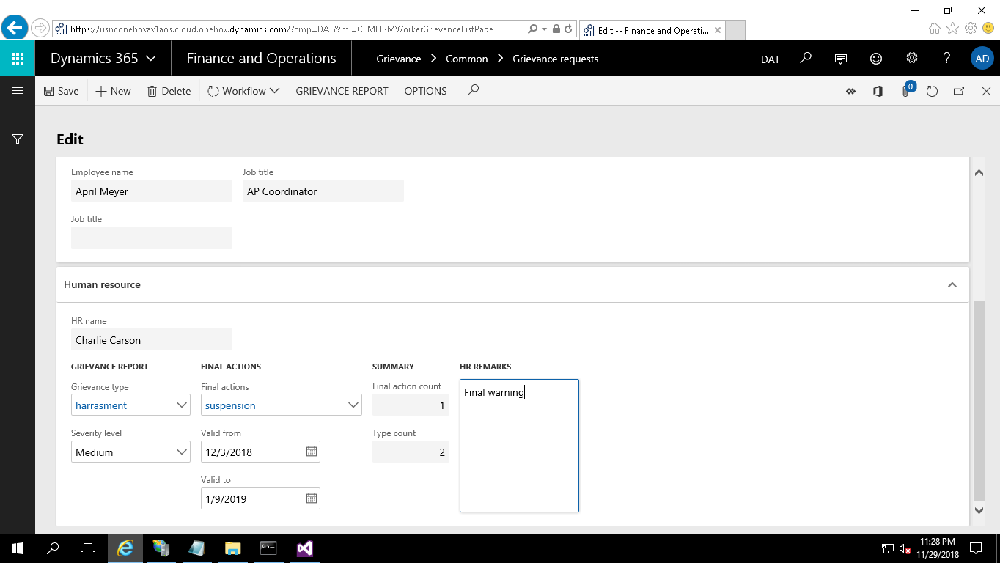 https://usnconeboxax1aos.cloud.onebox.dynamics.com/?cmp=DAT&mi=CEMHRMWorkerGrievanceListPage
Edit -- Finance and Operati...
Dynamics 365
Finance and Operations
Grievance > Common > Grievance requests
DAT
AD
Save
New
Delete
Workflow
GRIEVANCE REPORT
OPTIONS
0
Edit
Employee name
Job title
April Meyer
AP Coordinator
Job title
Human resource
HR name
Charlie Carson
GRIEVANCE REPORT
FINAL ACTIONS
SUMMARY
HR REMARKS
Grievance type
Final actions
Final action count
Final warning
harrasment
suspension
1
Severity level
Valid from
Type count
Medium
12/3/2018
2
Valid to
1/9/2019
11:28 PM
11/29/2018